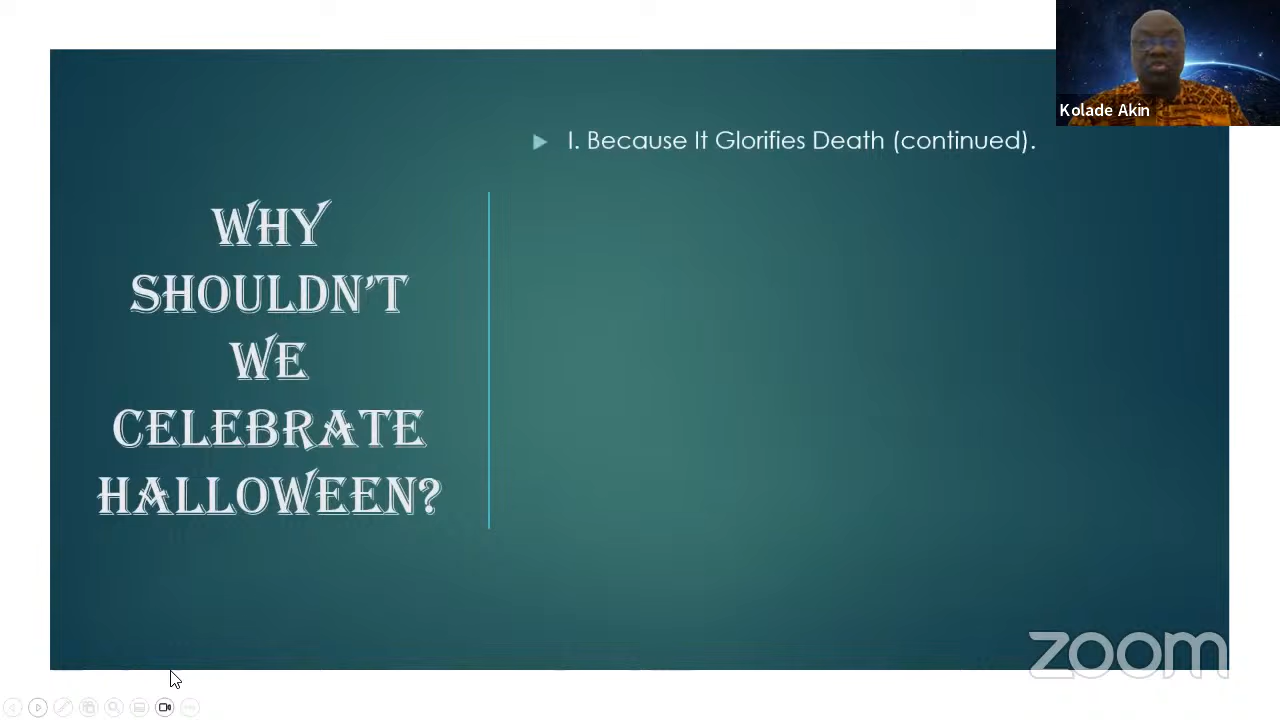 Kolade Akin
I. Because It Glorifies Death (continued).
WHY
SHOULDN'T
WE
CELEBRATE
HALLOWEEN?
zoom